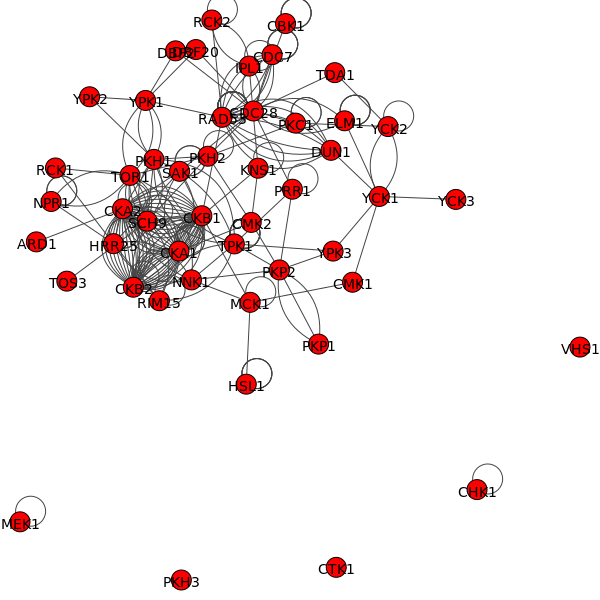 RCK2
CBK1
CDC7
IPL1
TDA1
YPK2
YPK1
RAD53
CDC28
PKC1
ELM1
YCK2
DUN1
PKH1
PKH2
SAK1
KNS1
RCK1
TOR1
PRR1
NPR1
YCK1
YCK3
CKA2
SCH9
CKB1
CMK2
ARD1
HRR25
CKA1
TPK1
YPK3
TOS3
CKB2
NNK1
PKP2
CMK1
RIM15
MCK1
PKP1
VHS1
HSL1
CHK1
MEK1
CTK1
PKH3